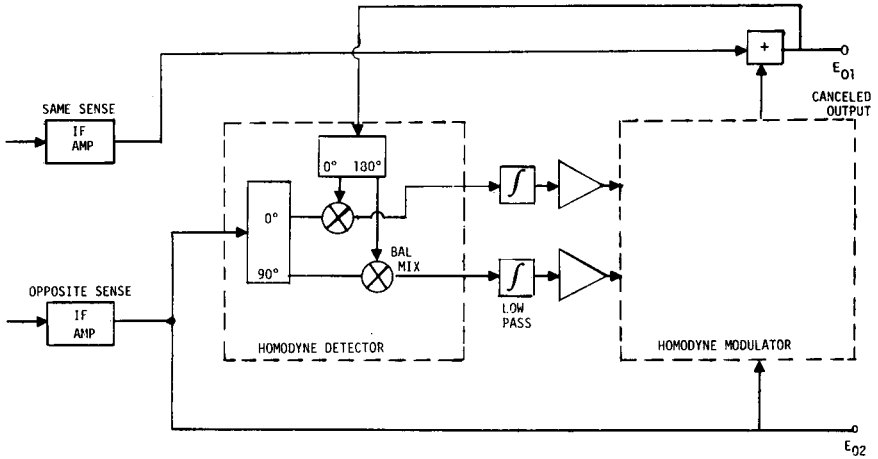 +
E01
CANCELED
OUTPUT
SAME SENSE
IF
AMP
0° 180°
∫
0°
BAL
MIX
90°
∫
OPPOSITE SENSE
IF
AMP
LOW
PASS
HOMODYNE DETECTOR
HOMODYNE MODULATOR
E02